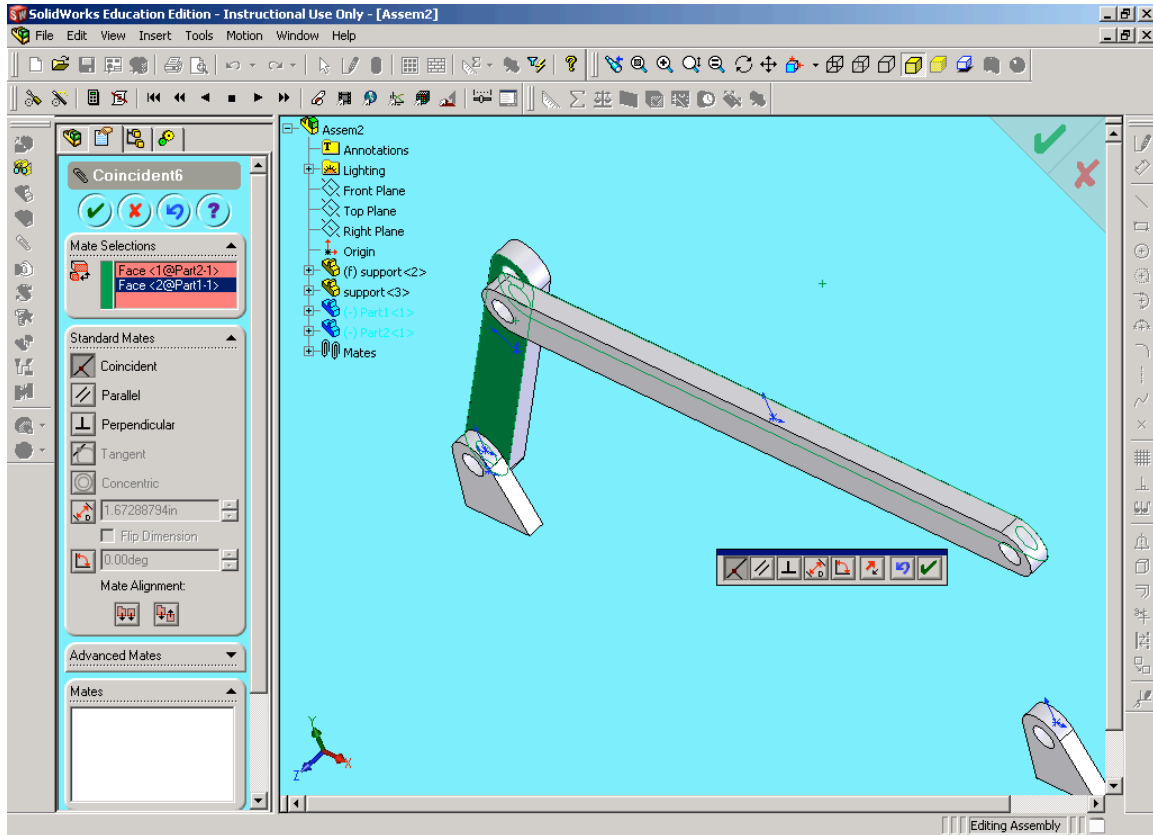 SolidWorks Education Edition - Instructional Use Only - [Assem2]
File Edit View Insert Tools Motion Window Help
Coincident6
Mate Selections
Face <1@Part2-1>
Face <2@Part1-1>
Standard Mates
Coincident
Parallel
Perpendicular
Tangent
Concentric
1.67288794in
Flip Dimension
0.00deg
Mate Alignment:
Advanced Mates
Mates
Assem2
Annotations
Lighting
Front Plane
Top Plane
Right Plane
Origin
(f) support<2>
support<3>
(-) Part1<1>
(-) Part2<1>
Mates
Y
X
Z
Editing Assembly